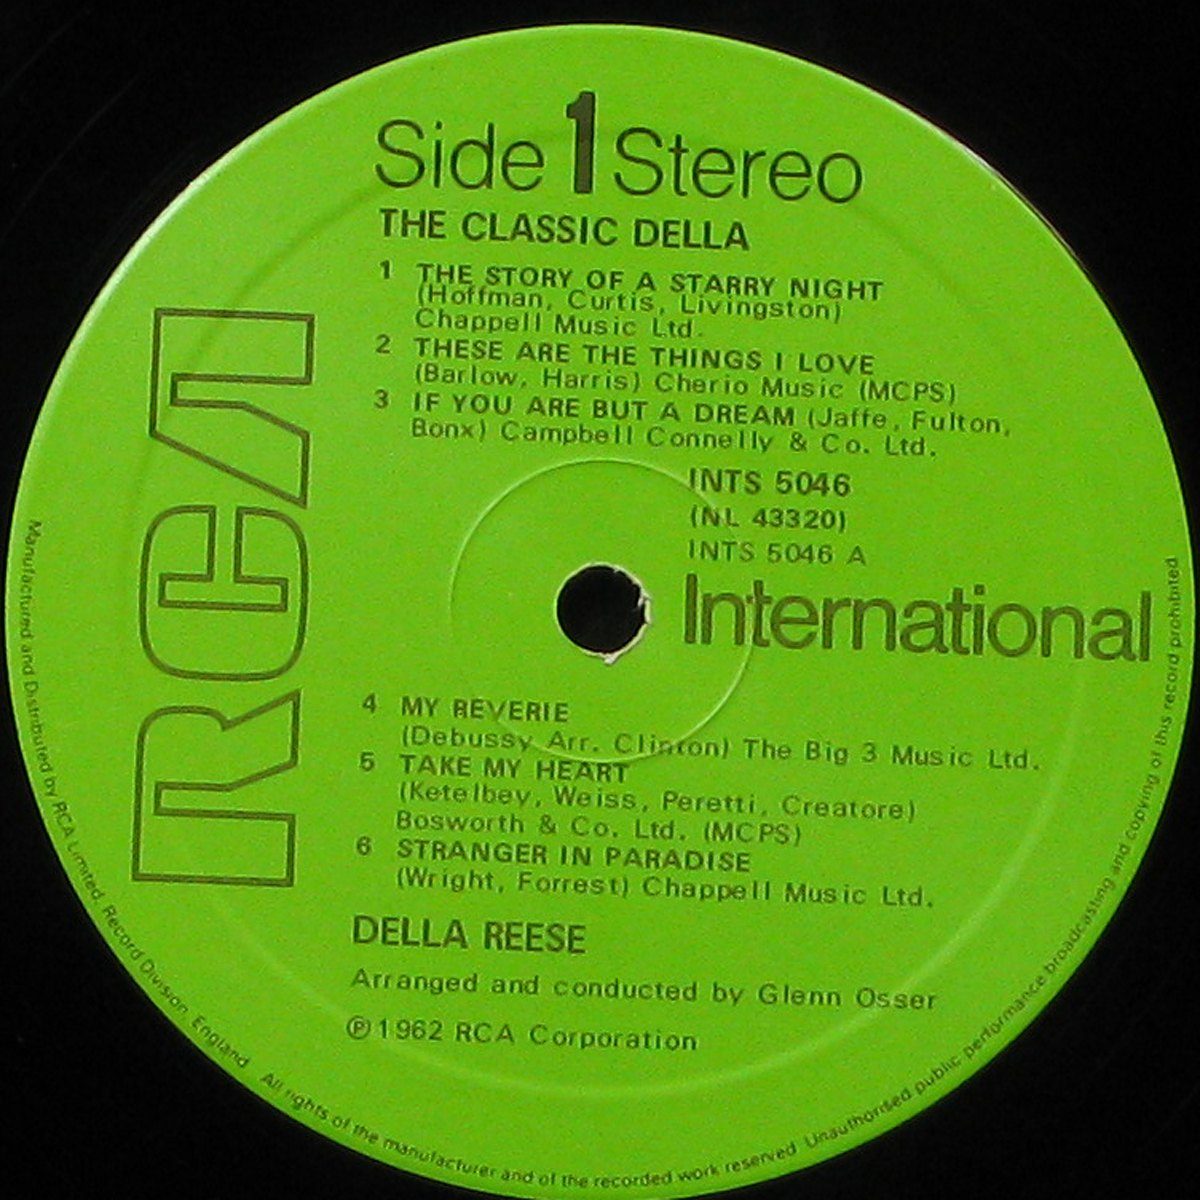 Side 1 Stereo
THE CLASSIC DELLA
1 THE STORY OF A STARRY NIGHT
(Hoffman, Curtis, Livingston)
Chappell Music Ltd.
2 THESE ARE THE THINGS I LOVE
(Barlow, Harris) Cherio Music (MCPS)
3 IF YOU ARE BUT A DREAM (Jaffe, Fulton,
Bonx) Campbell Connelly & Co. Ltd.
INTS 5046
(NL 43320)
INTS 5046 A
RCA
International
4 MY REVERIE
(Debussy Arr. Clinton) The Big 3 Music Ltd.
5 TAKE MY HEART
(Ketelbey, Weiss, Peretti, Creatore)
Bosworth & Co. Ltd. (MCPS)
6 STRANGER IN PARADISE
(Wright, Forrest) Chappell Music Ltd.
DELLA REESE
Arranged and conducted by Glenn Osser
℗ 1962 RCA Corporation
Manufactured and Distributed by RCA Limited, Record Division, England All rights of the manufacturer and of the recorded work reserved Unauthorised public performance broadcasting and copying of this record prohibited